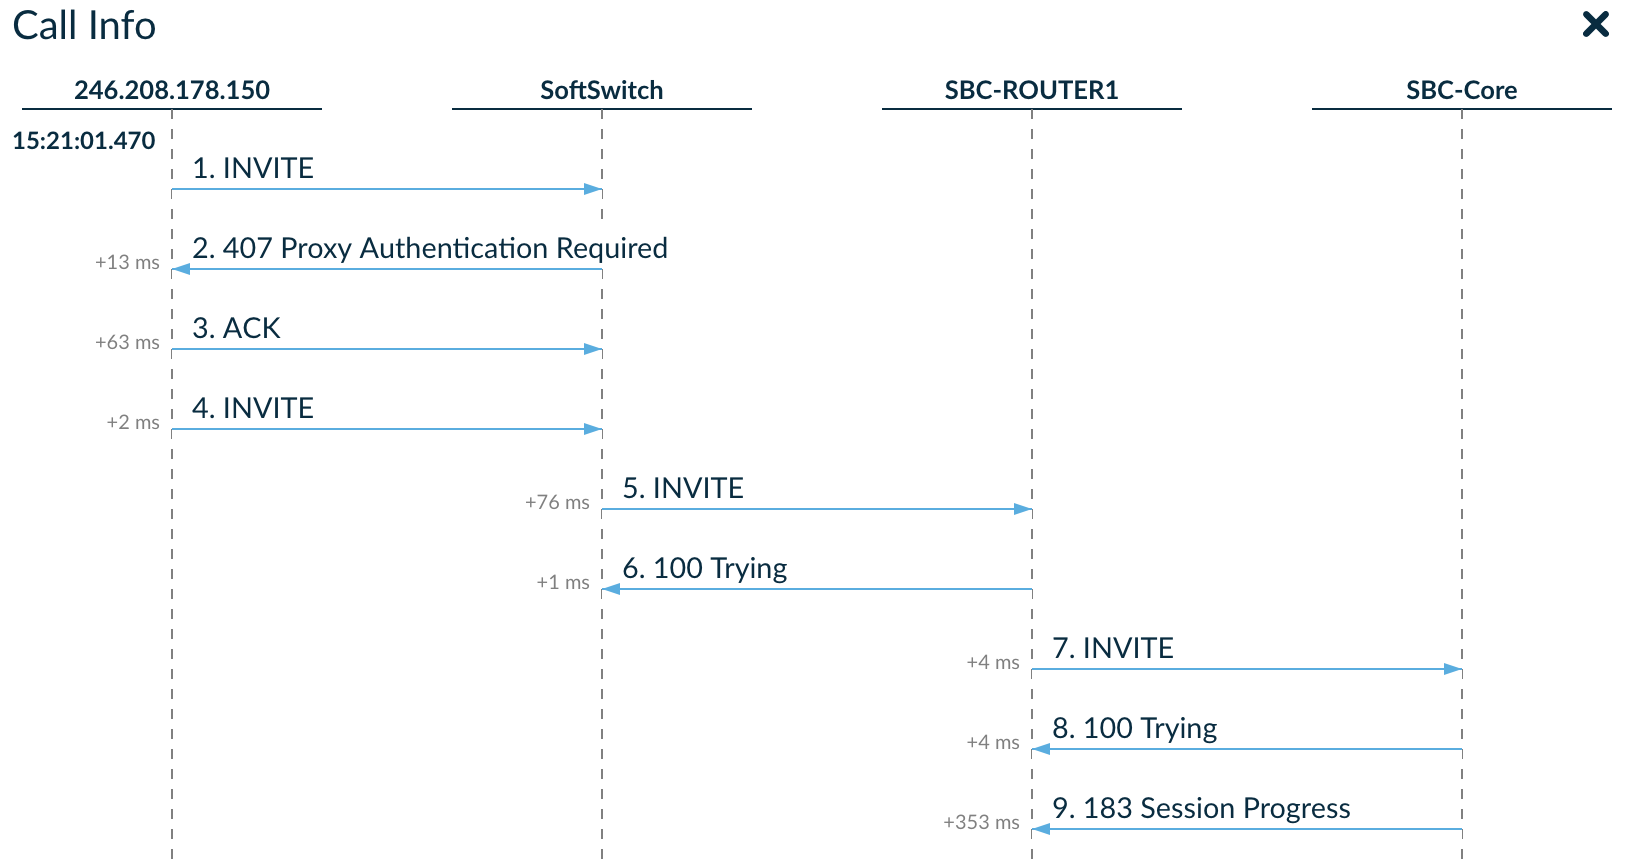 Call Info
246.208.178.150 SoftSwitch SBC-ROUTER1 SBC-Core
15:21:01.470
1. INVITE
2. 407 Proxy Authentication Required
+13 ms
3. ACK
+63 ms
4. INVITE
+2 ms
5. INVITE
+76 ms
6. 100 Trying
+1 ms
7. INVITE
+4 ms
8. 100 Trying
+4 ms
9. 183 Session Progress
+353 ms